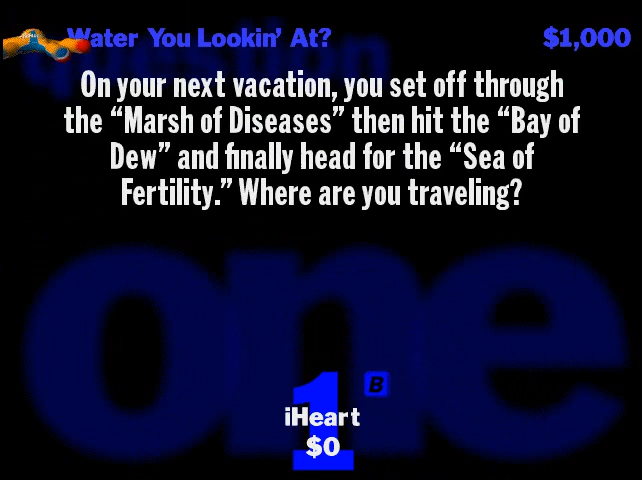 Water You Lookin’ At?
$1,000
question
On your next vacation, you set off through
the “Marsh of Diseases” then hit the “Bay of
Dew” and finally head for the “Sea of
Fertility.” Where are you traveling?
one
1
B
iHeart
$0